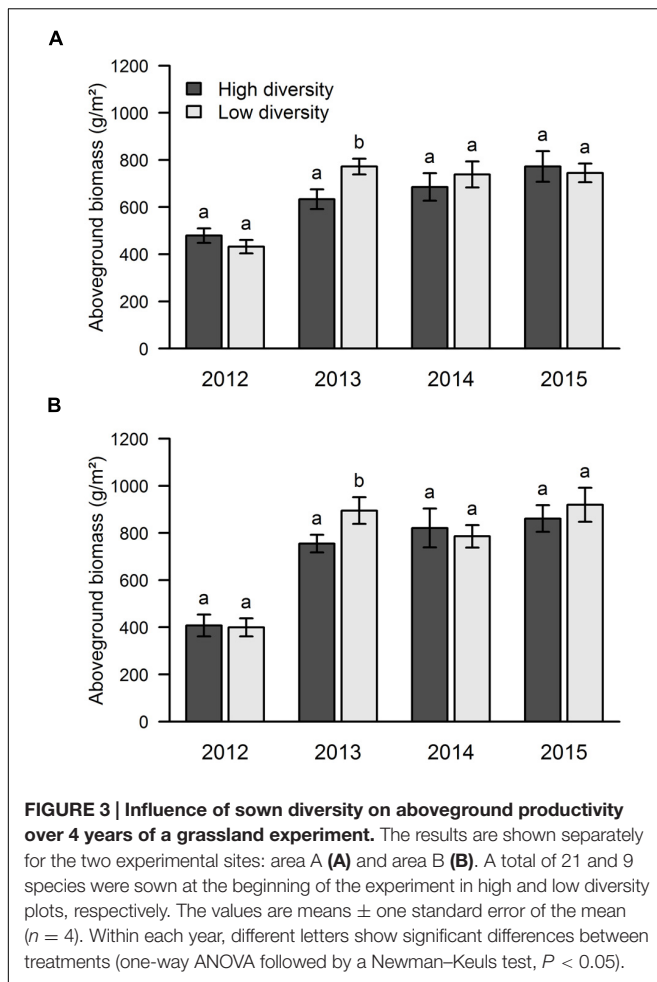 A
Aboveground biomass (g/m²)
1200
1000
800
600
400
200
0
High diversity
Low diversity
a a a b a a a a
2012 2013 2014 2015
B
Aboveground biomass (g/m²)
1200
1000
800
600
400
200
0
a a a b a a a a
2012 2013 2014 2015
FIGURE 3 | Influence of sown diversity on aboveground productivity
over 4 years of a grassland experiment. The results are shown separately
for the two experimental sites: area A (A) and area B (B). A total of 21 and 9
species were sown at the beginning of the experiment in high and low diversity
plots, respectively. The values are means ± one standard error of the mean
(n = 4). Within each year, different letters show significant differences between
treatments (one-way ANOVA followed by a Newman–Keuls test, P < 0.05).